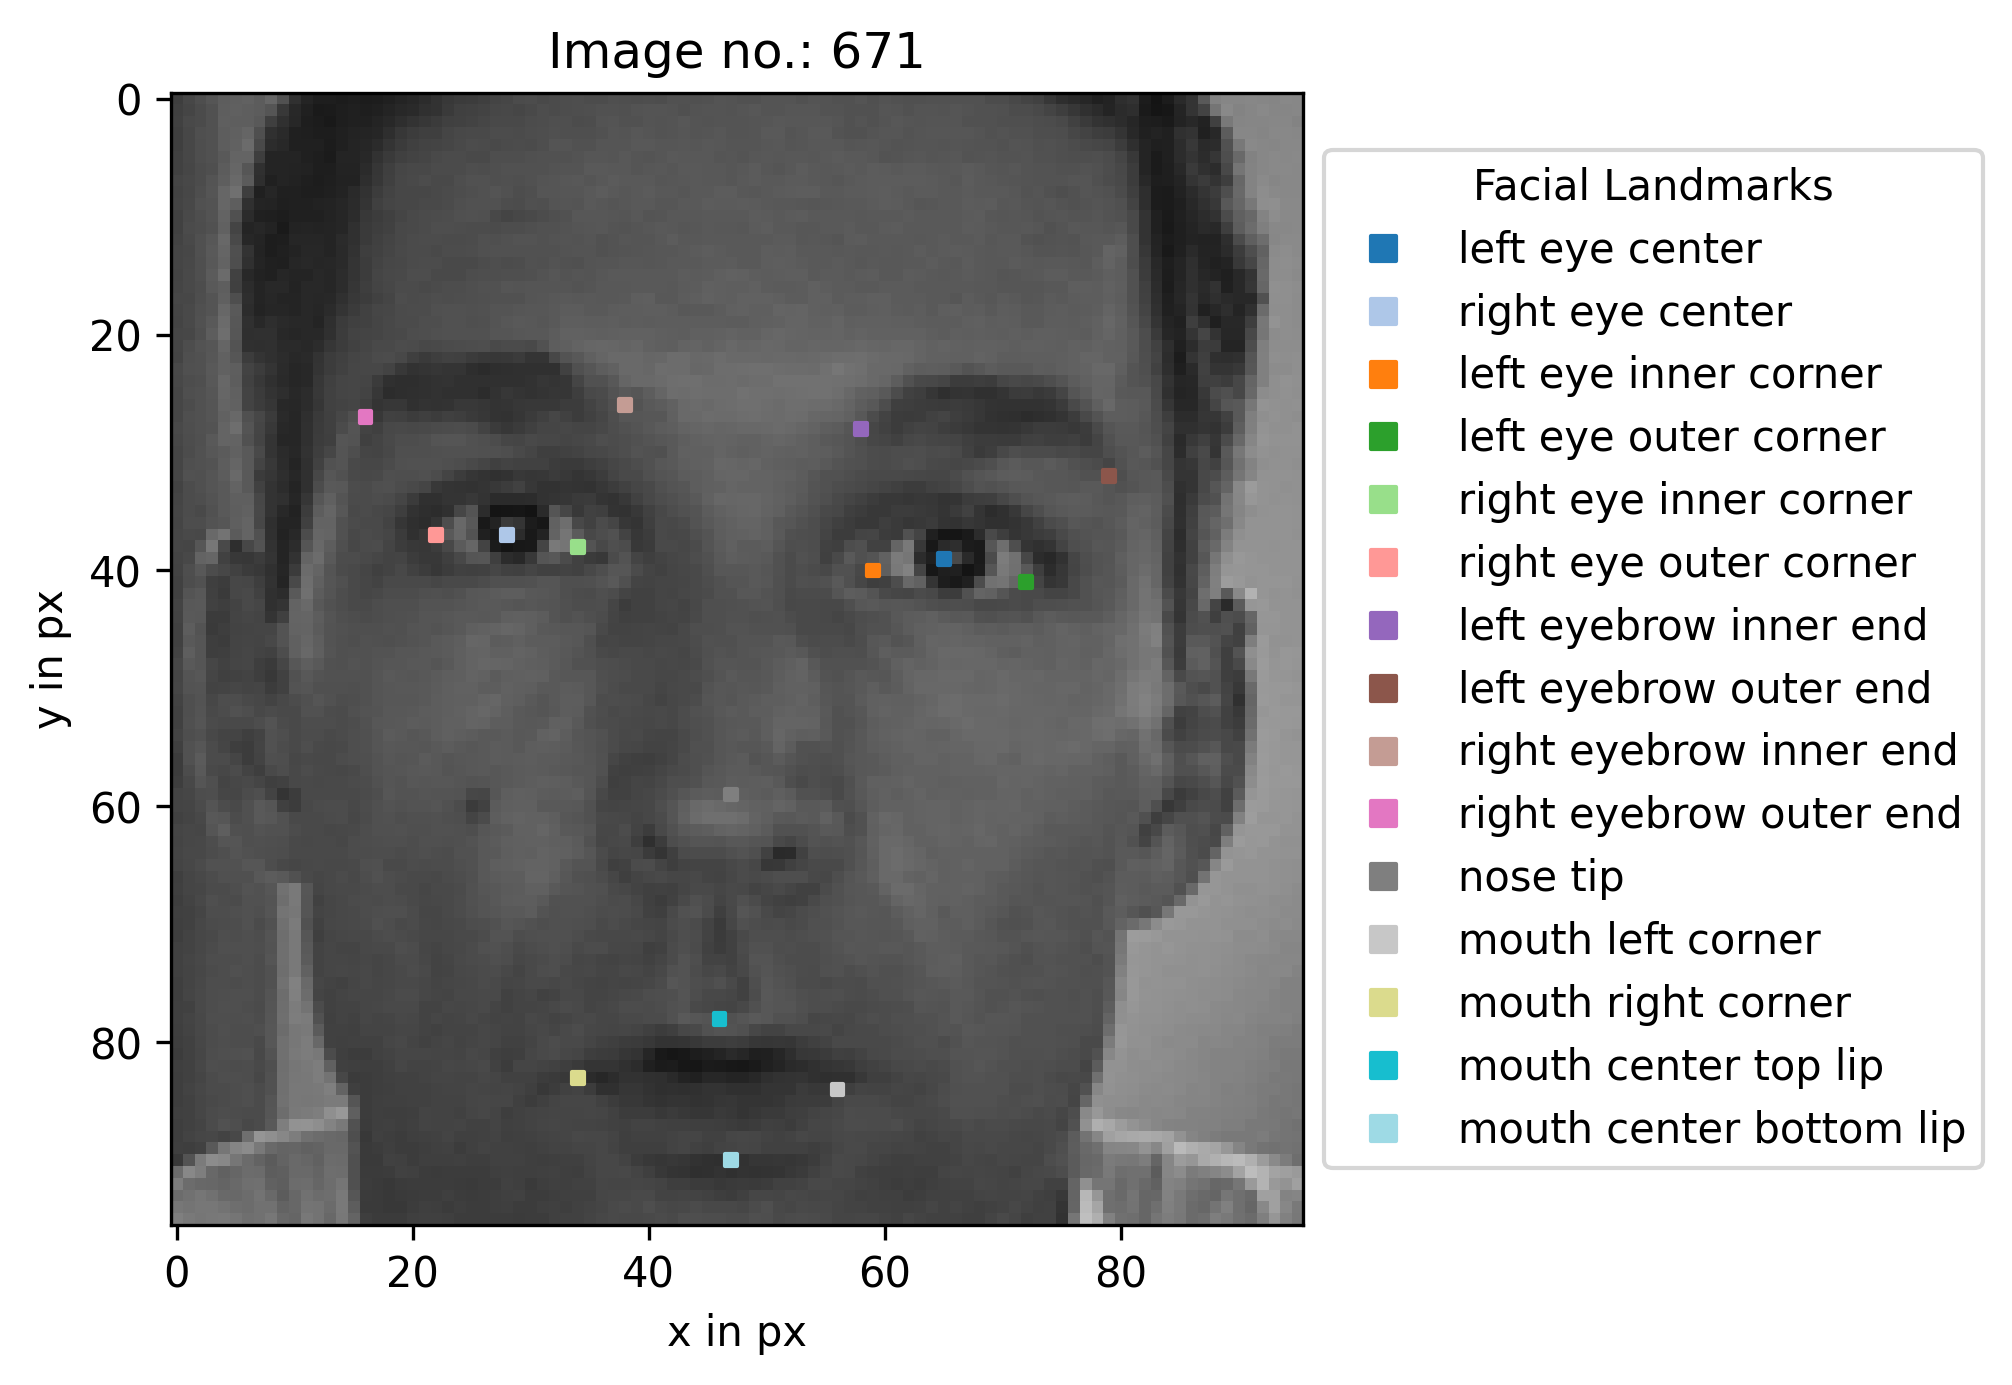 Image no.: 671
0
20
40
60
80
y in px
0 20 40 60 80
x in px
Facial Landmarks
left eye center
right eye center
left eye inner corner
left eye outer corner
right eye inner corner
right eye outer corner
left eyebrow inner end
left eyebrow outer end
right eyebrow inner end
right eyebrow outer end
nose tip
mouth left corner
mouth right corner
mouth center top lip
mouth center bottom lip